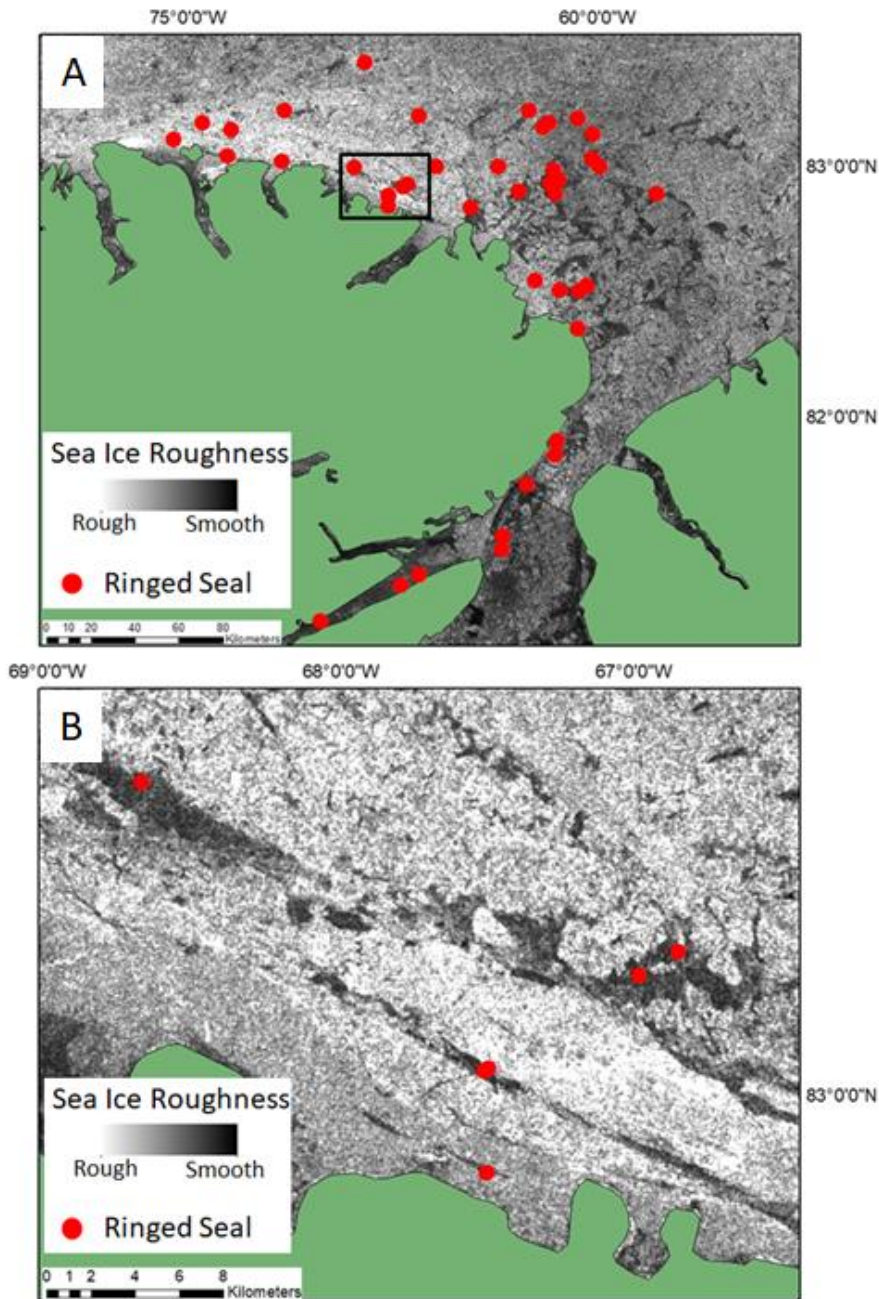 75°0'0"W 60°0'0"W
A
83°0'0"N
82°0'0"N
Sea Ice Roughness
Rough Smooth
Ringed Seal
0 10 20 40 60 80
Kilometers
69°0'0"W 68°0'0"W 67°0'0"W
B
83°0'0"N
Sea Ice Roughness
Rough Smooth
Ringed Seal
0 1 2 4 6 8
Kilometers